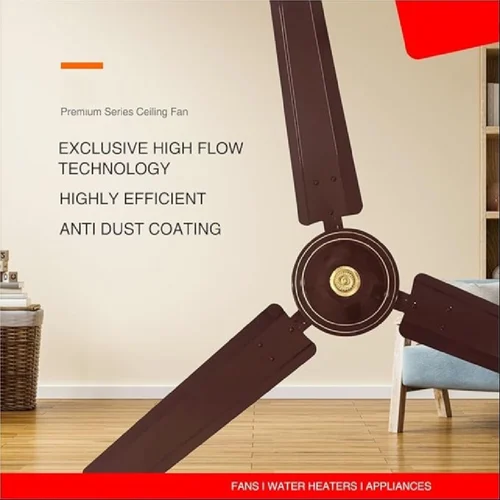 Premium Series Ceiling Fan
EXCLUSIVE HIGH FLOW
TECHNOLOGY
HIGHLY EFFICIENT
ANTI DUST COATING
FANS I WATER HEATERS I APPLIANCES